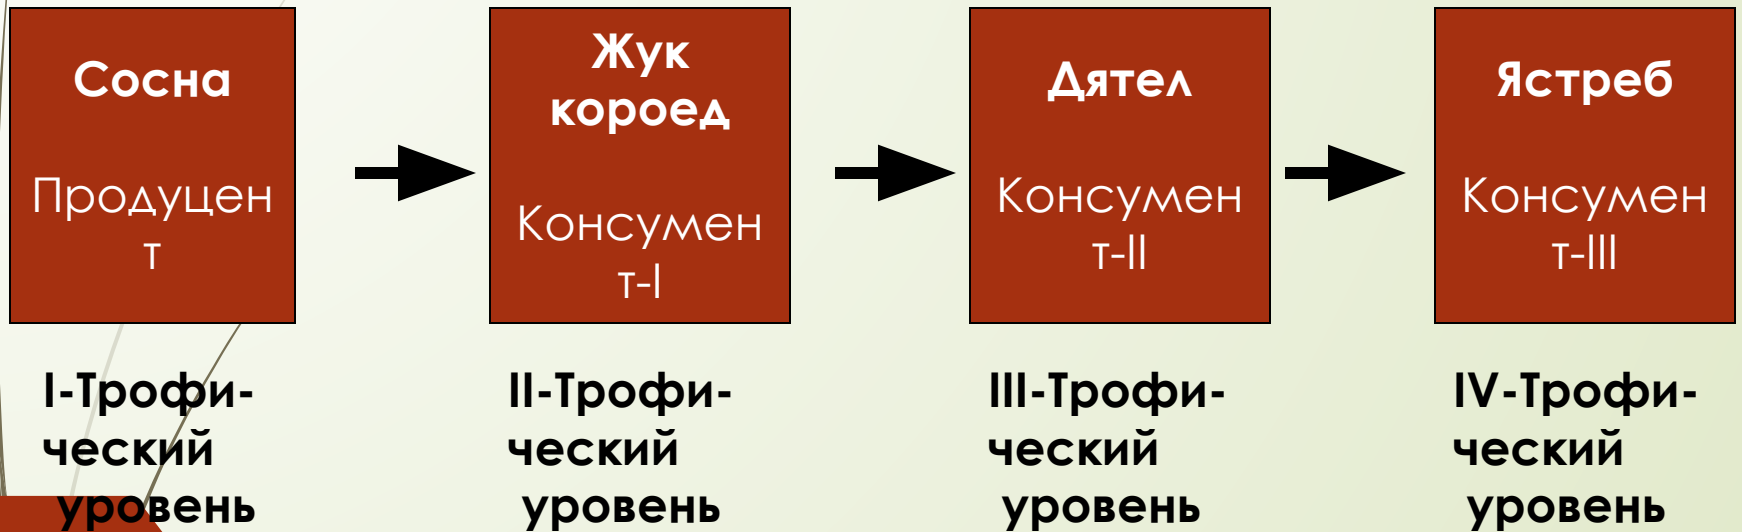 Сосна
Продуцен
т
Жук
короед
Консумен
т-I
Дятел
Консумен
т-II
Ястреб
Консумен
т-III
I-Трофи-
ческий
уровень
II-Трофи-
ческий
уровень
III-Трофи-
ческий
уровень
IV-Трофи-
ческий
уровень